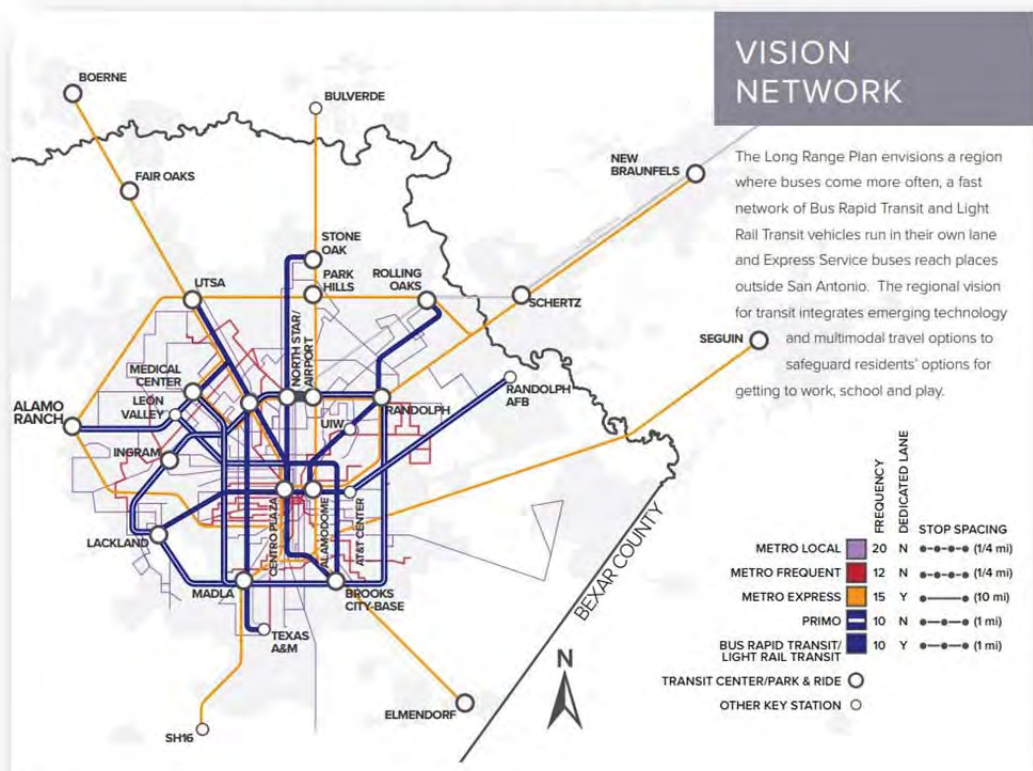 VISION
NETWORK
The Long Range Plan envisions a region
where buses come more often, a fast
network of Bus Rapid Transit and Light
Rail Transit vehicles run in their own lane
and Express Service buses reach places
outside San Antonio. The regional vision
for transit integrates emerging technology
and multimodal travel options to
safeguard residents' options for
getting to work, school and play.
BOERNE
BULVERDE
FAIR OAKS
NEW
BRAUNFELS
STONE
OAK
UTSA
PARK
HILLS
ROLLING
OAKS
SCHERTZ
SEGUIN
NORTH STAR/
AIRPORT
MEDICAL
CENTER
LEON
VALLEY
ALAMO
RANCH
RANDOLPH
AFB
RANDOLPH
UIW
INGRAM
CENTRO PLAZA
ALAMODOME
AT&T CENTER
LACKLAND
MADLA
BROOKS
CITY-BASE
TEXAS
A&M
SH16
ELMENDORF
BEXAR COUNTY
N
FREQUENCY
DEDICATED LANE
STOP SPACING
METRO LOCAL 20 N (1/4 mi)
METRO FREQUENT 12 N (1/4 mi)
METRO EXPRESS 15 Y (10 mi)
PRIMO 10 N (1 mi)
BUS RAPID TRANSIT/
LIGHT RAIL TRANSIT 10 Y (1 mi)
TRANSIT CENTER/PARK & RIDE
OTHER KEY STATION